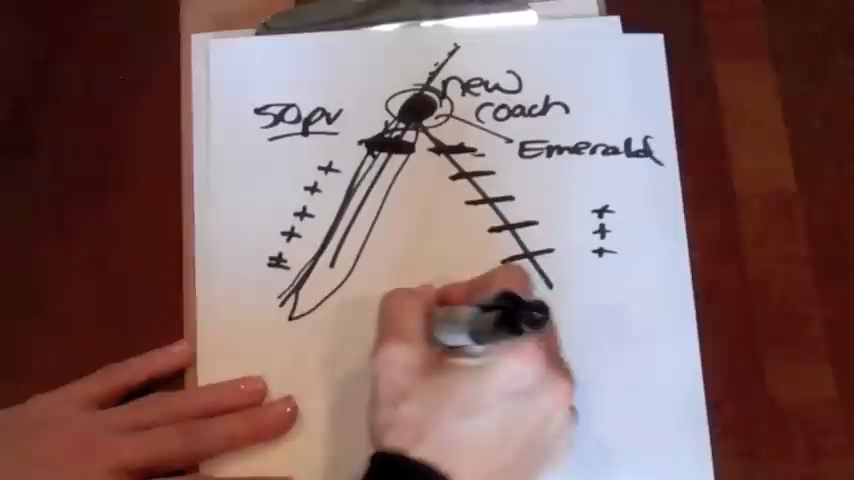 new
50pv
coach
Emerald
+
+
+
+
+
+
+
±